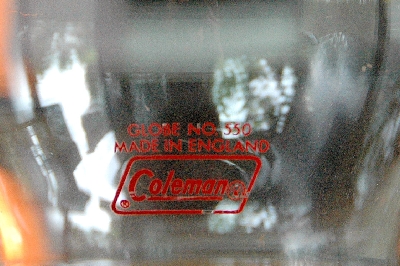 GLOBE NO. 550
MADE IN ENGLAND
Coleman®
®